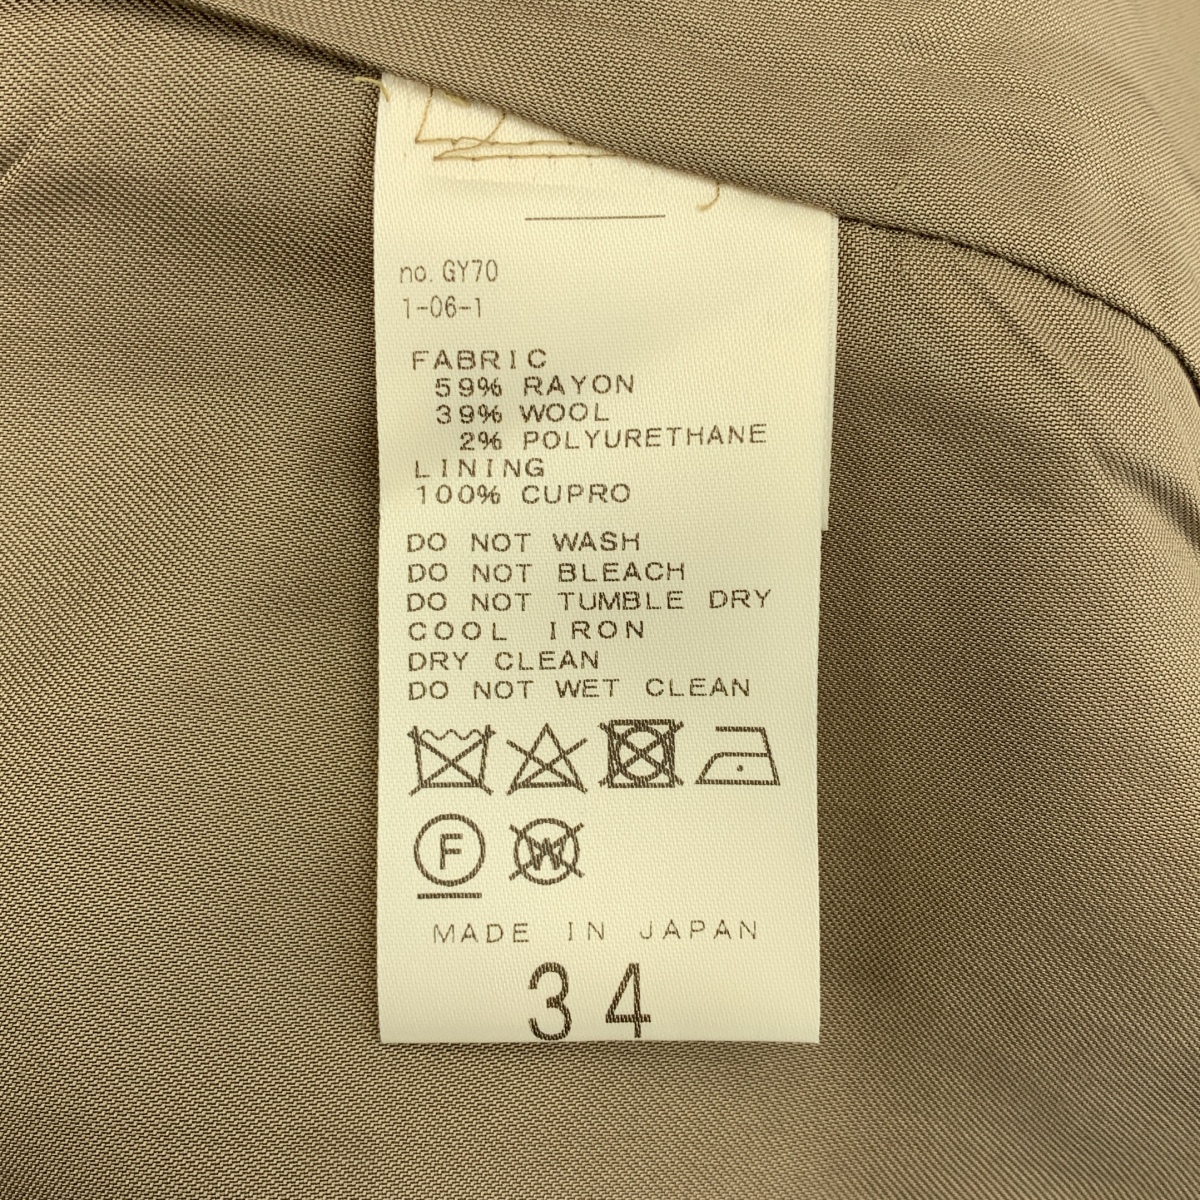 no. GY70
1-06-1
FABRIC
59% RAYON
39% WOOL
2% POLYURETHANE
LINING
100% CUPRO
DO NOT WASH
DO NOT BLEACH
DO NOT TUMBLE DRY
COOL IRON
DRY CLEAN
DO NOT WET CLEAN
F W
MADE IN JAPAN
34